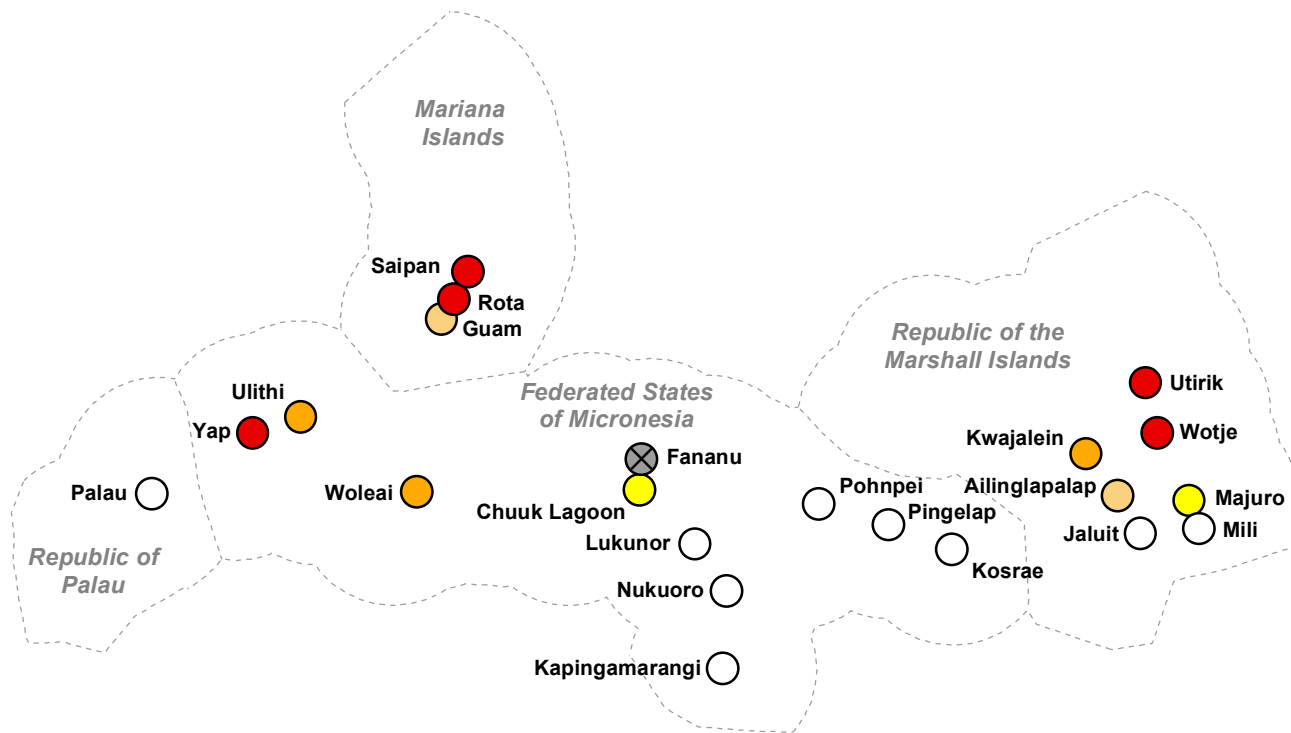 Mariana
Islands
Saipan
Rota
Guam
Republic of the
Marshall Islands
Ulithi
Yap
Federated States
of Micronesia
Utirik
Wotje
Kwajalein
Fananu
Palau
Woleai
Chuuk Lagoon
Pohnpei
Ailinglapalap
Majuro
Pingelap
Jaluit
Mili
Lukunor
Kosrae
Republic of
Palau
Nukuoro
Kapingamarangi